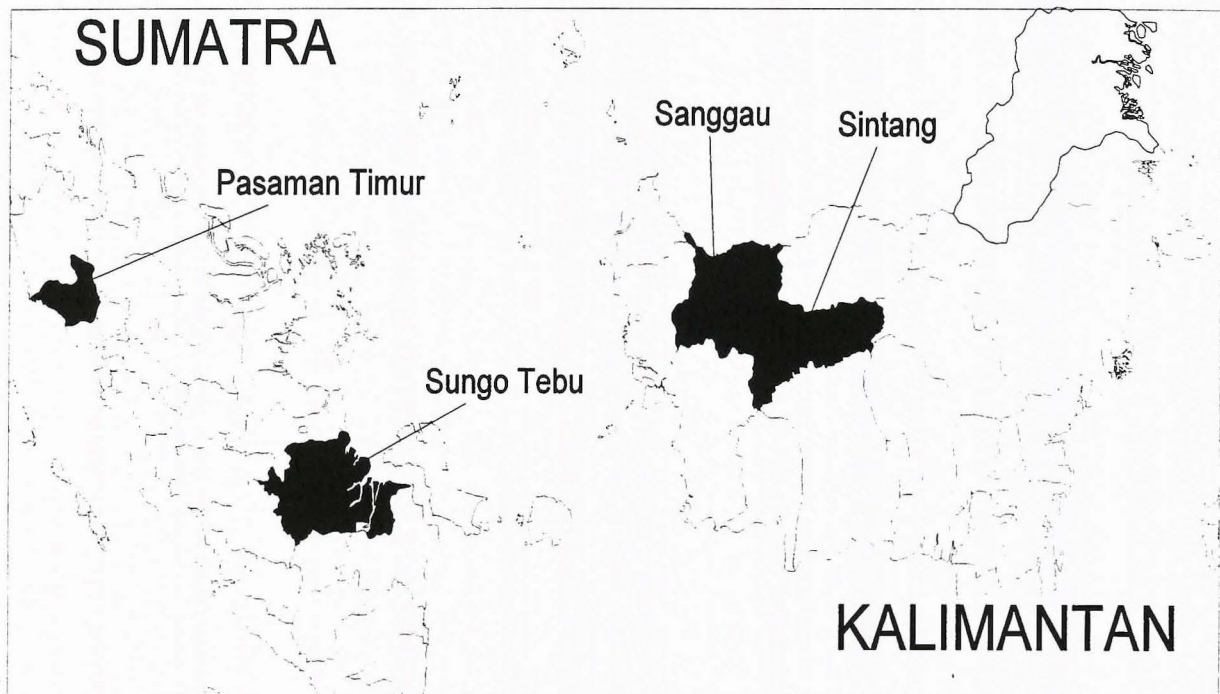 SUMATRA
Sanggau
Sintang
Pasaman Timur
Sungo Tebu
KALIMANTAN